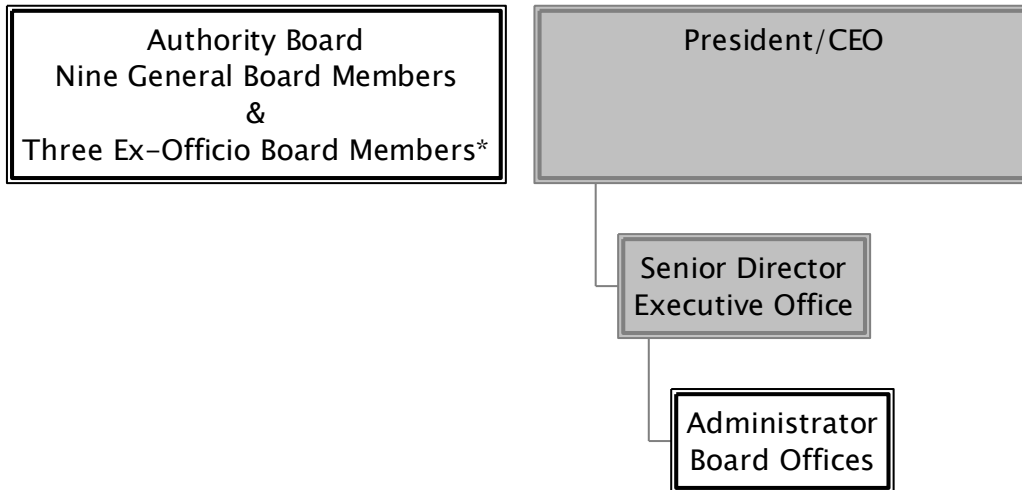 Authority Board
Nine General Board Members
&
Three Ex-Officio Board Members*
President/CEO
Senior Director
Executive Office
Administrator
Board Offices